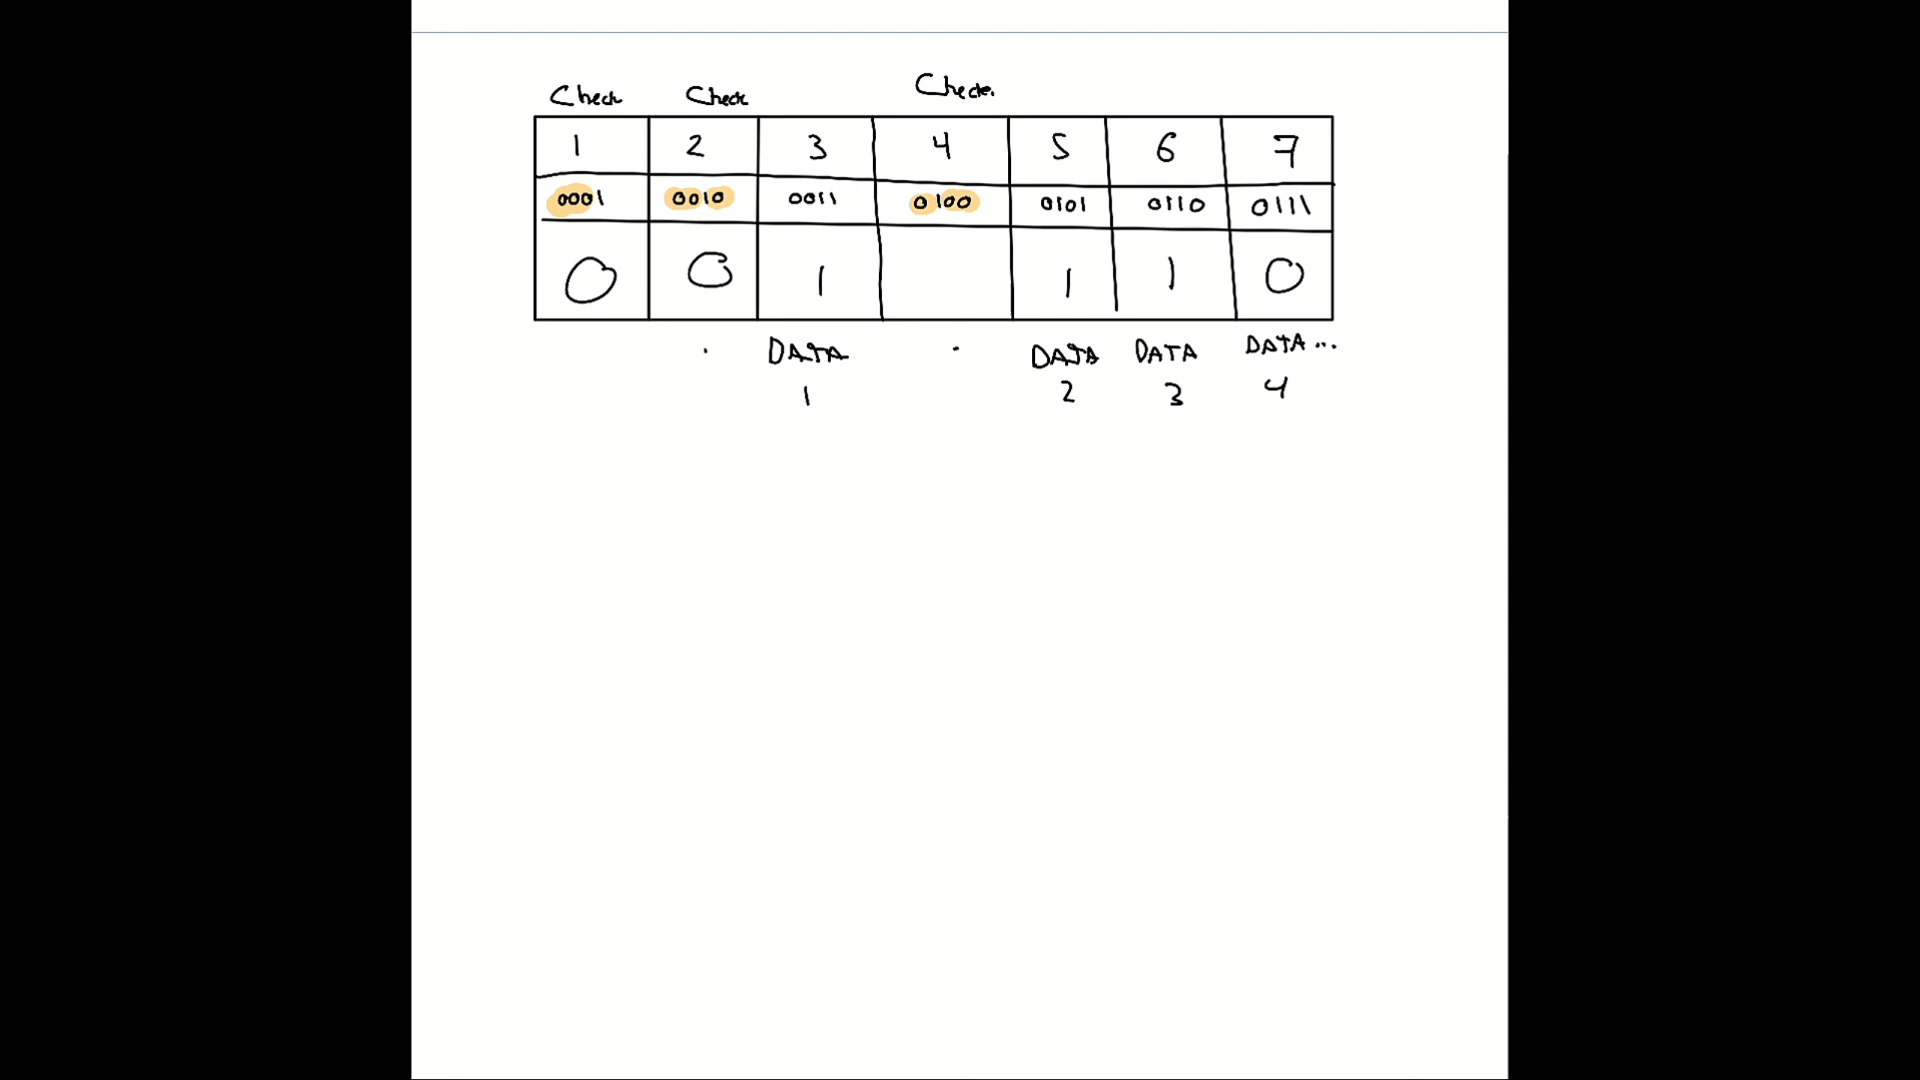 Check Check Check.
1 2 3 4 5 6 7
0001 0010 0011 0100 0101 0110 0111
0 0 1 1 1 0
DATA DATA DATA DATA...
1 2 3 4